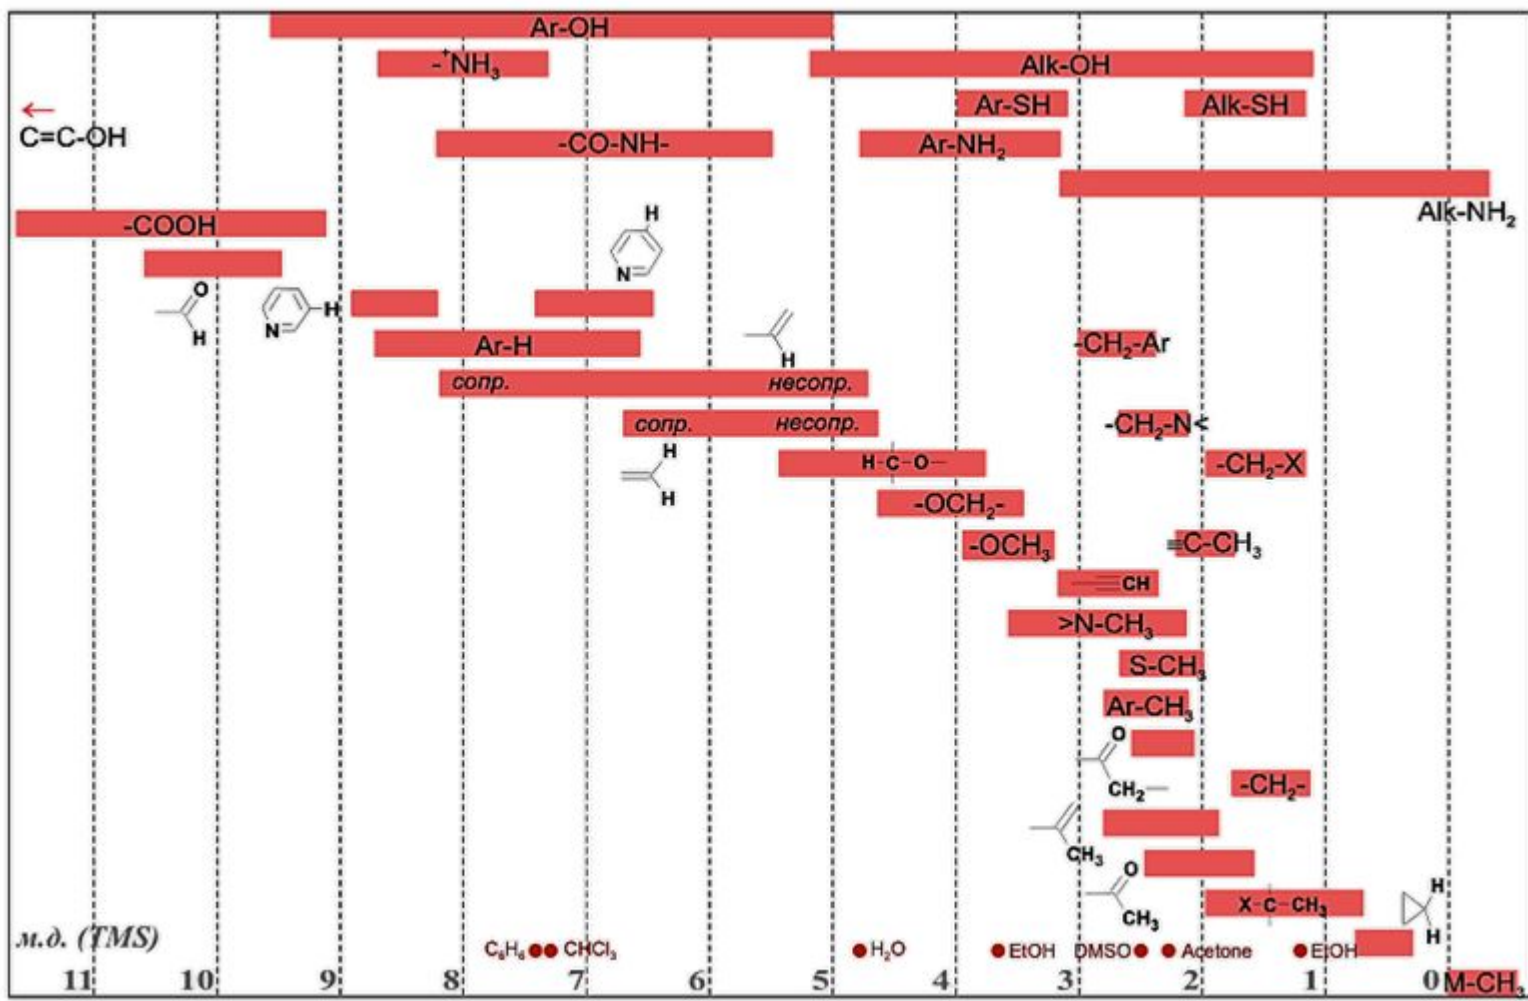 Ar-OH
-⁺NH₃
Alk-OH
Ar-SH
Alk-SH
←
C=C-OH
-CO-NH-
Ar-NH₂
Alk-NH₂
-COOH
H
N
O
H
N
H
Ar-H
H
-CH₂-Ar
сопр.
несопр.
сопр.
несопр.
-CH₂-N<
H
H
H-C-O-
-CH₂-X
-OCH₂-
-OCH₃
≡C-CH₃
≡CH
>N-CH₃
S-CH₃
Ar-CH₃
O
CH₂
-CH₂-
CH₃
O
CH₃
X-C-CH₃
H
H
м.д. (TMS)
C₆H₆
CHCl₃
H₂O
EtOH
DMSO
Acetone
EtOH
11 10 9 8 7 6 5 4 3 2 1 0
M-CH₃